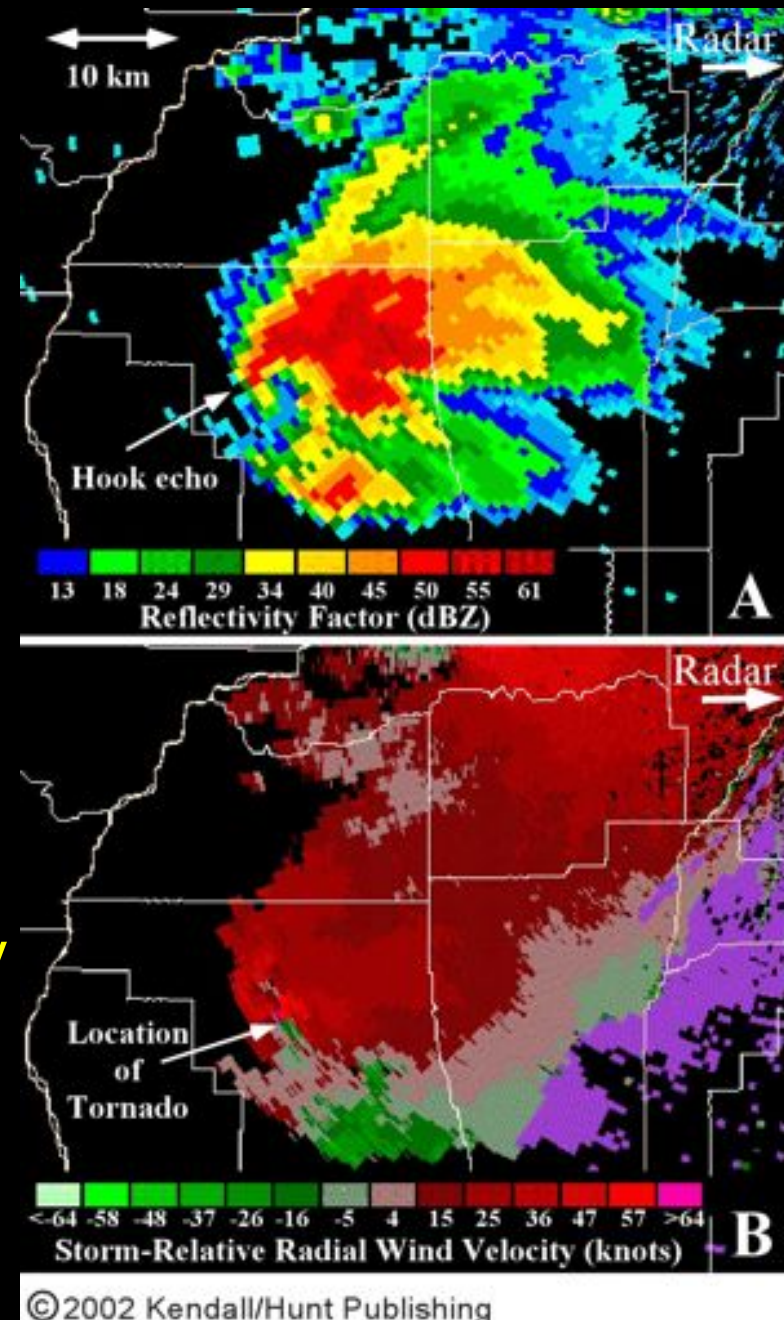 Radar
10 km
Hook echo
13 18 24 29 34 40 45 50 55 61
Reflectivity Factor (dBZ)
A
Radar
Location
of
Tornado
<-64 -58 -48 -37 -26 -16 -5 4 15 25 36 47 57 >64
Storm-Relative Radial Wind Velocity (knots)
B
©2002 Kendall/Hunt Publishing